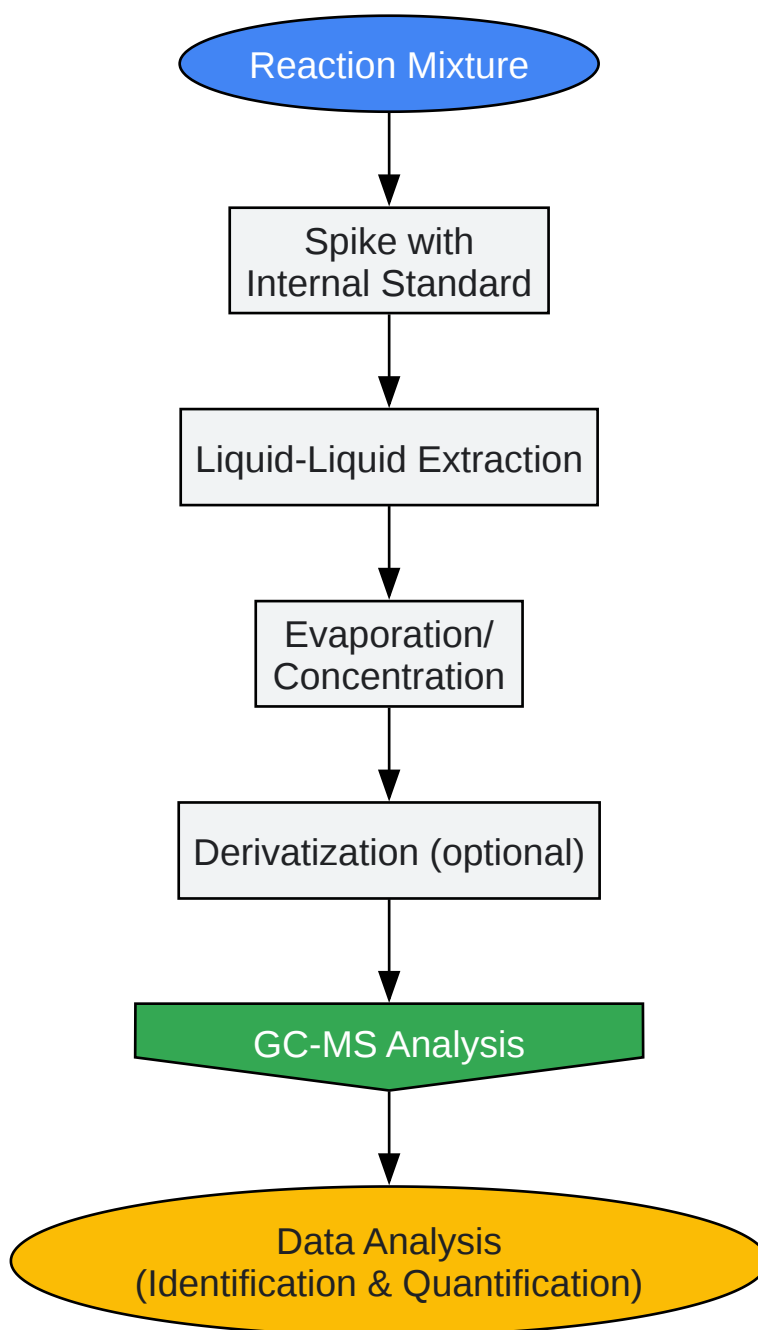 Reaction Mixture
Spike with
Internal Standard
Liquid-Liquid Extraction
Evaporation/
Concentration
Derivatization (optional)
GC-MS Analysis
Data Analysis
(Identification & Quantification)